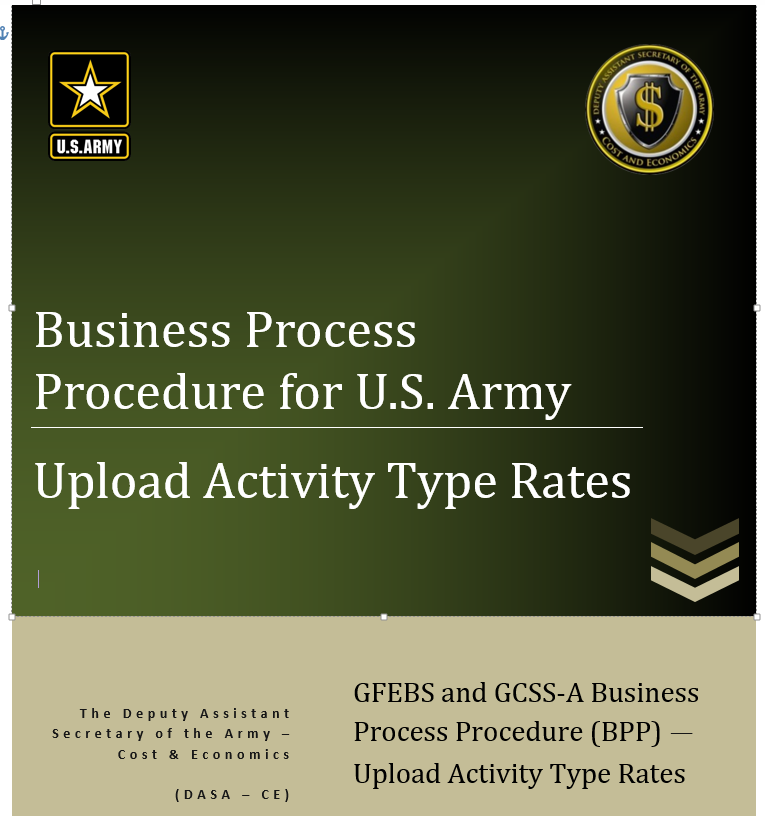 U.S.ARMY
DEPUTY ASSISTANT SECRETARY OF THE ARMY
$
COST AND ECONOMICS
Business Process
Procedure for U.S. Army
Upload Activity Type Rates
The Deputy Assistant
Secretary of the Army –
Cost & Economics
(DASA – CE)
GFEBS and GCSS-A Business
Process Procedure (BPP) —
Upload Activity Type Rates